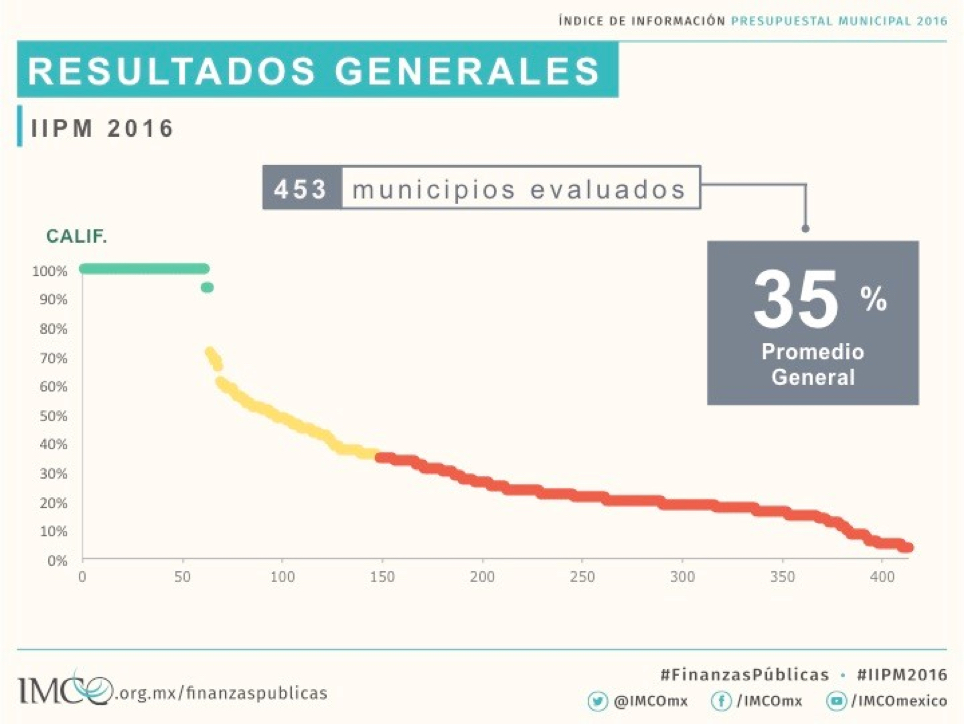 ÍNDICE DE INFORMACIÓN PRESUPUESTAL MUNICIPAL 2016
RESULTADOS GENERALES
IIPM 2016
453 municipios evaluados
35 %
Promedio
General
CALIF.
100%
90%
80%
70%
60%
50%
40%
30%
20%
10%
0%
0 50 100 150 200 250 300 350 400
IMCO.org.mx/finanzaspublicas
#FinanzasPúblicas · #IIPM2016
@IMCOmx /IMCOmx /IMCOmexico